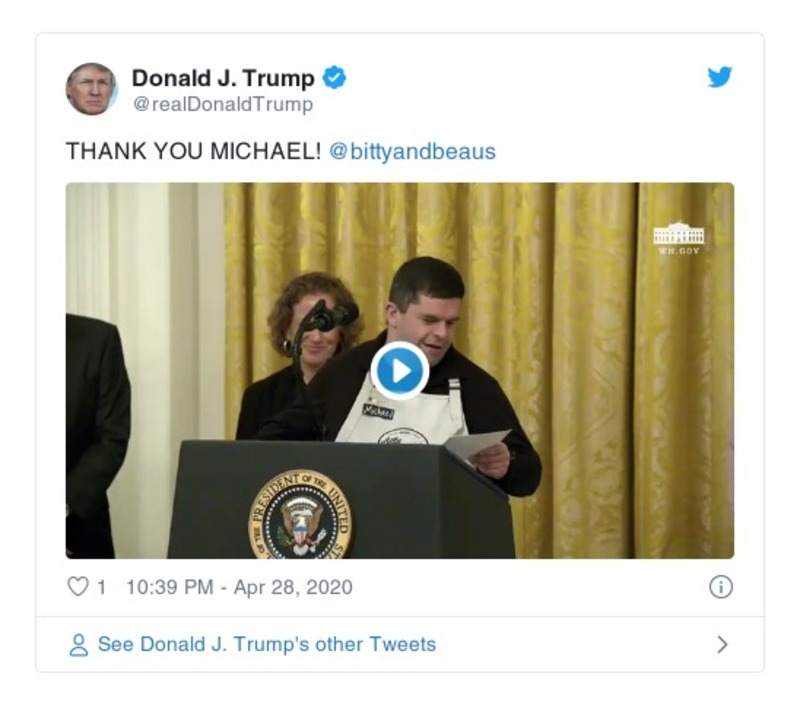 Donald J. Trump
@realDonaldTrump
THANK YOU MICHAEL! @bittyandbeaus
WH.GOV
Michael
PRESIDENT OF THE UNITED STA
1 10:39 PM - Apr 28, 2020
See Donald J. Trump's other Tweets